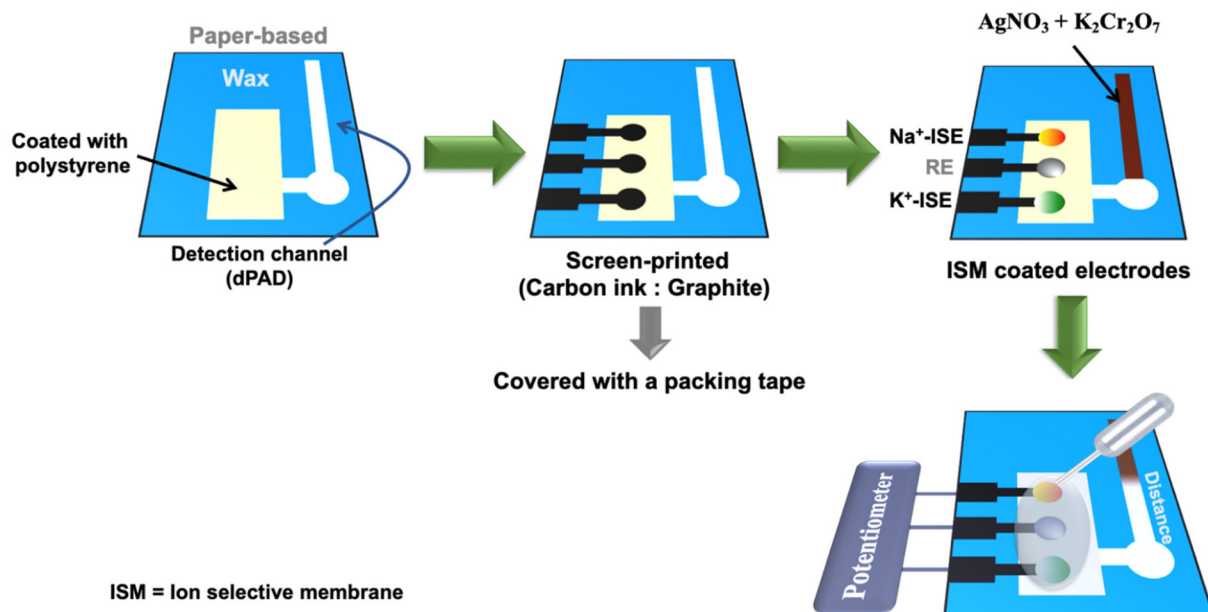 Paper-based
Wax
Coated with
polystyrene
Detection channel
(dPAD)
Screen-printed
(Carbon ink : Graphite)
Covered with a packing tape
AgNO₃ + K₂Cr₂O₇
Na⁺-ISE
RE
K⁺-ISE
ISM coated electrodes
Potentiometer
Distance
ISM = Ion selective membrane